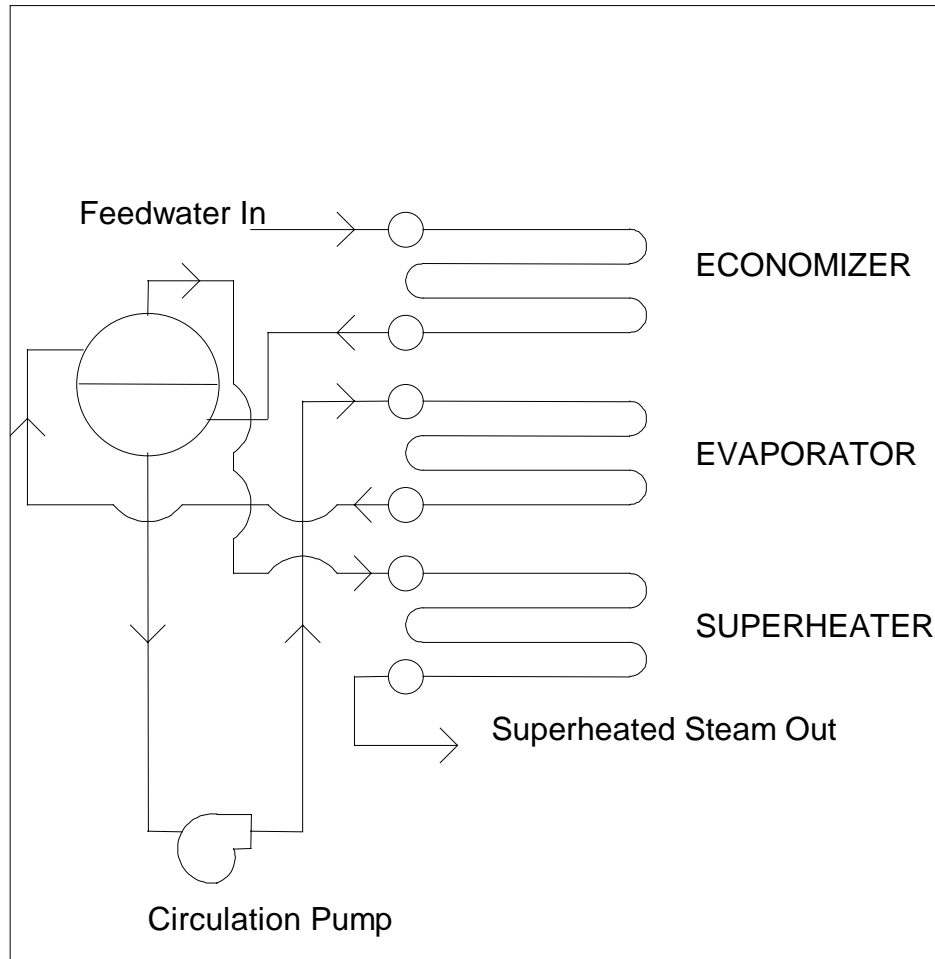 Feedwater In
ECONOMIZER
EVAPORATOR
SUPERHEATER
Superheated Steam Out
Circulation Pump